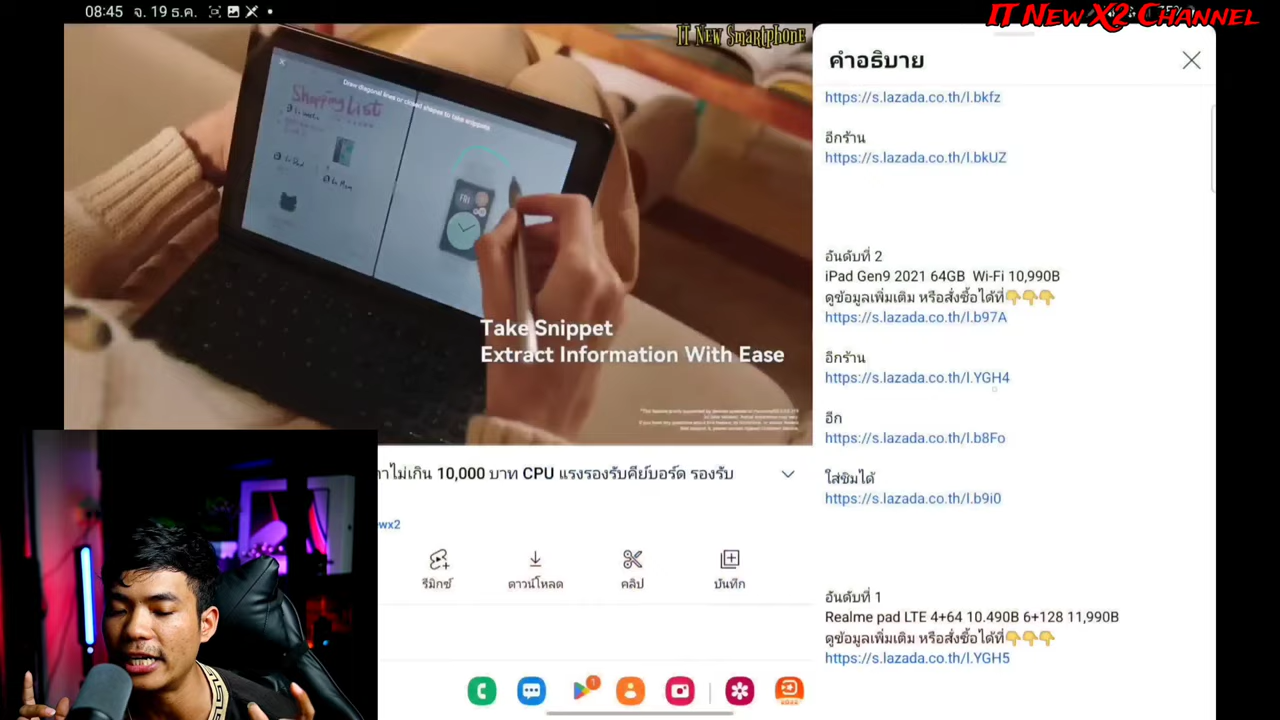 08:45 จ. 19 ธ.ค.
IT New X2 Channel
IT New Smartphone
Shopping List
Draw diagonal lines or closed shapes to take snippets
Take Snippet
Extract Information With Ease
คำอธิบาย
https://s.lazada.co.th/l.bkfz
อีกร้าน
https://s.lazada.co.th/l.bkUZ
อันดับที่ 2
iPad Gen9 2021 64GB Wi-Fi 10,990B
ดูข้อมูลเพิ่มเติม หรือสั่งซื้อได้ที่👇👇👇
https://s.lazada.co.th/l.b97A
อีกร้าน
https://s.lazada.co.th/l.YGH4
อีก
https://s.lazada.co.th/l.b8Fo
ใส่ซิมได้
https://s.lazada.co.th/l.b9i0
อันดับที่ 1
Realme pad LTE 4+64 10.490B 6+128 11,990B
ดูข้อมูลเพิ่มเติม หรือสั่งซื้อได้ที่👇👇👇
https://s.lazada.co.th/l.YGH5
าไม่เกิน 10,000 บาท CPU แรงรองรับคีย์บอร์ด รองรับ
wx2
รีมิกซ์ ดาวน์โหลด คลิป บันทึก
1